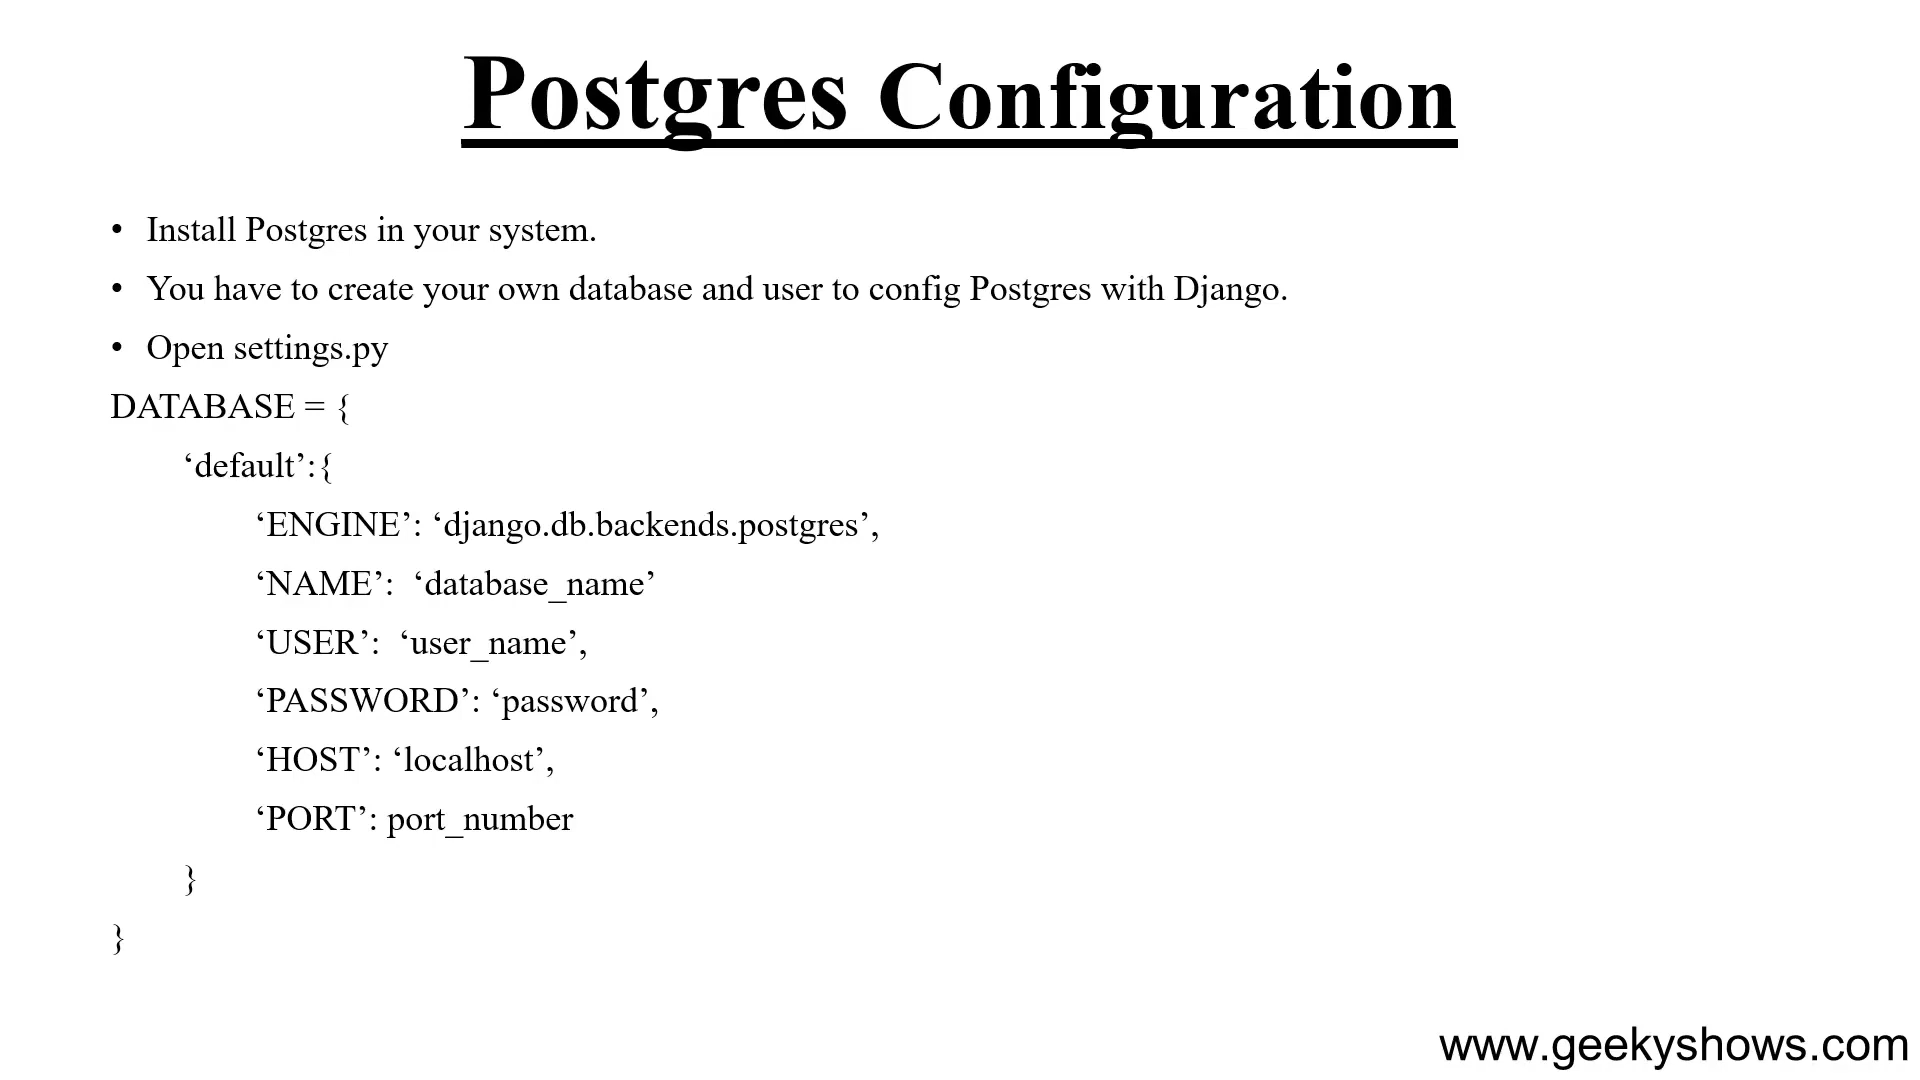 Postgres Configuration
• Install Postgres in your system.
• You have to create your own database and user to config Postgres with Django.
• Open settings.py
DATABASE = {
‘default’:{
‘ENGINE’: ‘django.db.backends.postgres’,
‘NAME’:  ‘database_name’
‘USER’:  ‘user_name’,
‘PASSWORD’: ‘password’,
‘HOST’: ‘localhost’,
‘PORT’: port_number
}
}
www.geekyshows.com